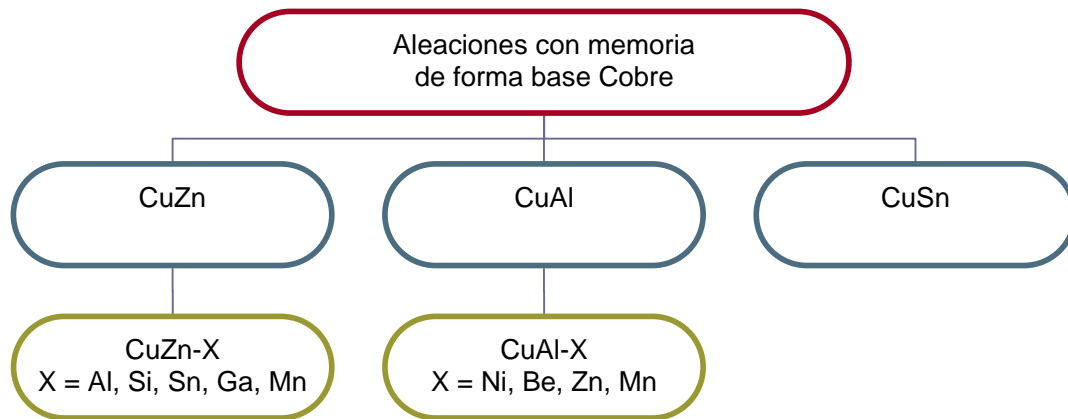 Aleaciones con memoria
de forma base Cobre
CuZn
CuAl
CuSn
CuZn-X
X = Al, Si, Sn, Ga, Mn
CuAl-X
X = Ni, Be, Zn, Mn